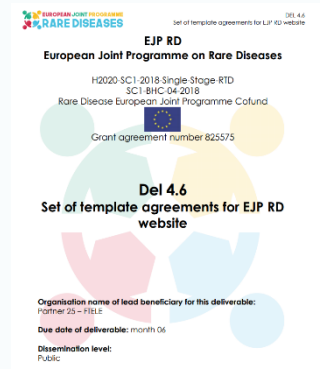 EUROPEAN JOINT PROGRAMME
RARE DISEASES
DEL 4.6
Set of template agreements for EJP RD website
EJP RD
European Joint Programme on Rare Diseases
H2020-SC1-2018-Single-Stage-RTD
SC1-BHC-04-2018
Rare Disease European Joint Programme Cofund
Grant agreement number 825575
Del 4.6
Set of template agreements for EJP RD
website
Organisation name of lead beneficiary for this deliverable:
Partner 25 – FTELE
Due date of deliverable: month 06
Dissemination level:
Public